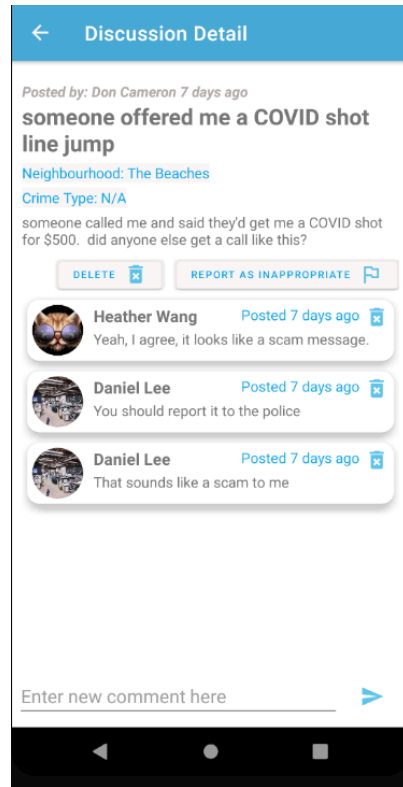 Discussion Detail
Posted by: Don Cameron 7 days ago
someone offered me a COVID shot
line jump
Neighbourhood: The Beaches
Crime Type: N/A
someone called me and said they'd get me a COVID shot
for $500.  did anyone else get a call like this?
DELETE
REPORT AS INAPPROPRIATE
Heather Wang
Posted 7 days ago
Yeah, I agree, it looks like a scam message.
Daniel Lee
Posted 7 days ago
You should report it to the police
Daniel Lee
Posted 7 days ago
That sounds like a scam to me
Enter new comment here